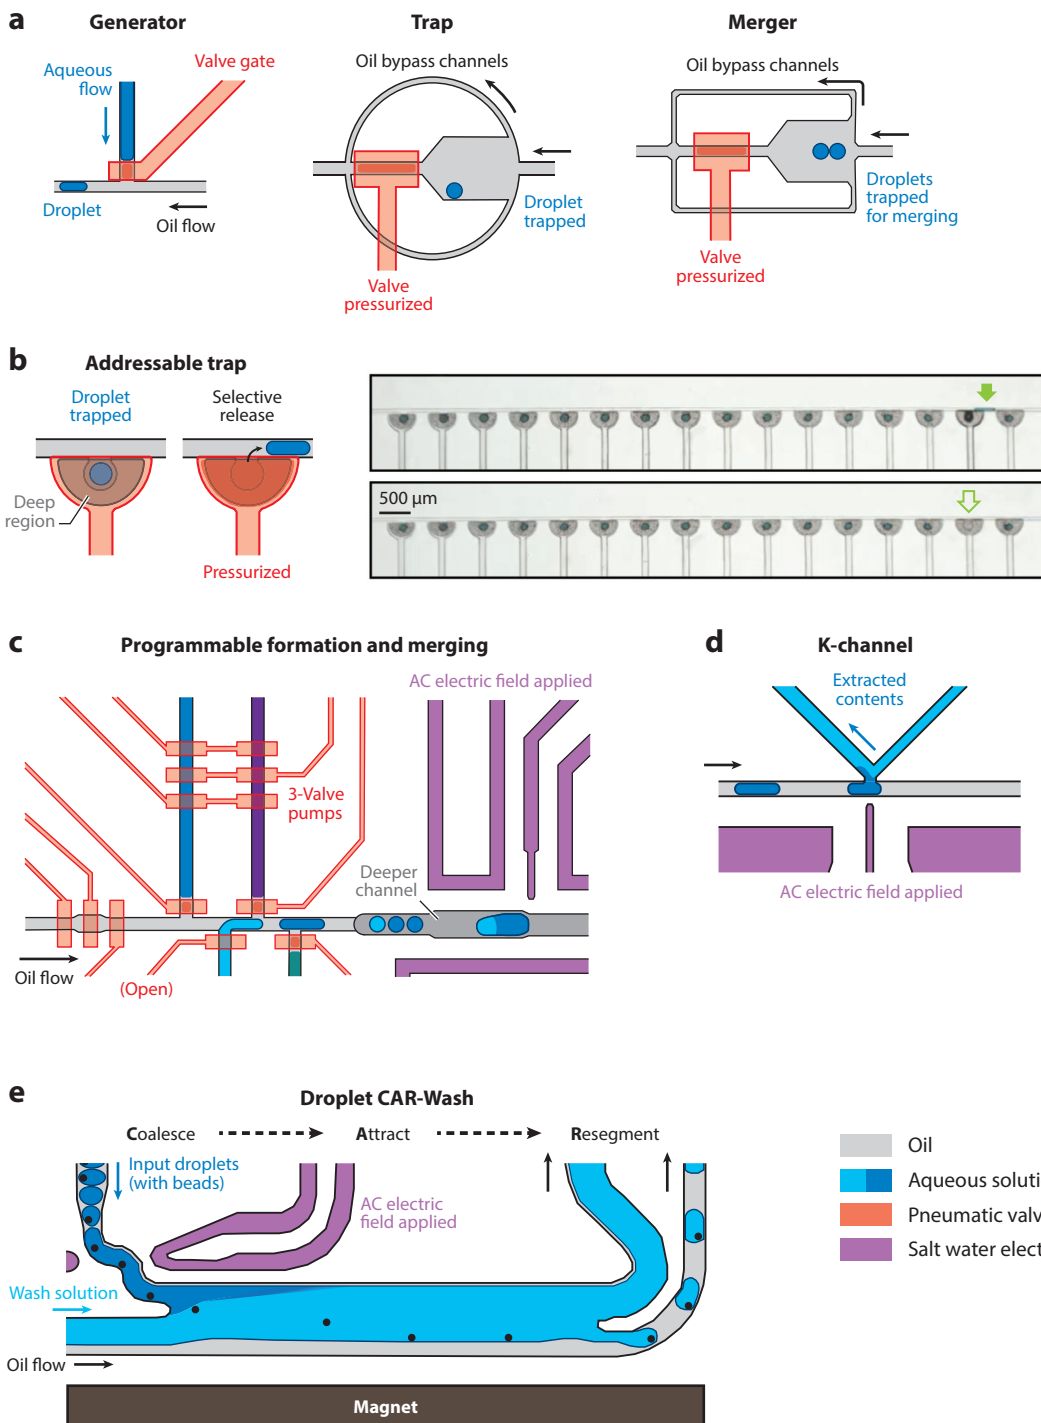 a
Generator
Trap
Merger
Aqueous
flow
Valve gate
Droplet
Oil flow
Oil bypass channels
Droplet
trapped
Valve
pressurized
Oil bypass channels
Droplets
trapped
for merging
Valve
pressurized
b
Addressable trap
Droplet
trapped
Selective
release
Deep
region
Pressurized
500 μm
c
Programmable formation and merging
AC electric field applied
3-Valve
pumps
Deeper
channel
Oil flow
(Open)
d
K-channel
Extracted
contents
AC electric field applied
e
Droplet CAR-Wash
Coalesce
Attract
Resegment
Input droplets
(with beads)
AC electric
field applied
Wash solution
Oil flow
Magnet
Oil
Aqueous soluti
Pneumatic valv
Salt water elect